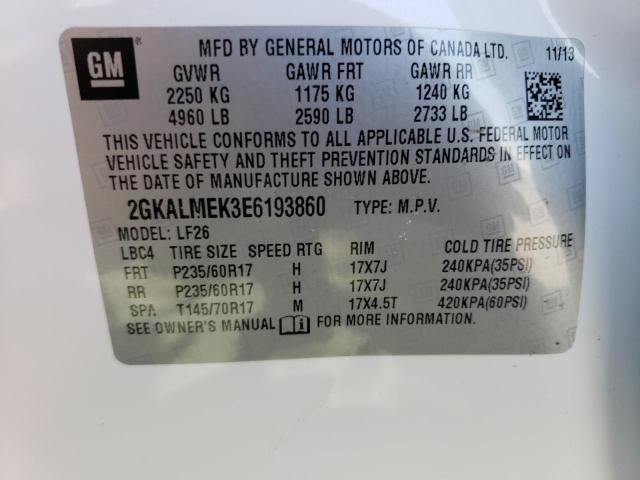 GM ® MFD BY GENERAL MOTORS OF CANADA LTD. 11/13
GVWR GAWR FRT GAWR RR
2250 KG 1175 KG 1240 KG
4960 LB 2590 LB 2733 LB
THIS VEHICLE CONFORMS TO ALL APPLICABLE U.S. FEDERAL MOTOR
VEHICLE SAFETY AND THEFT PREVENTION STANDARDS IN EFFECT ON
THE DATE OF MANUFACTURE SHOWN ABOVE.
2GKALMEK3E6193860 TYPE: M.P.V.
MODEL: LF26
LBC4 TIRE SIZE SPEED RTG RIM COLD TIRE PRESSURE
FRT P235/60R17 H 17X7J 240KPA(35PSI)
RR P235/60R17 H 17X7J 240KPA(35PSI)
SPA T145/70R17 M 17X4.5T 420KPA(60PSI)
SEE OWNER'S MANUAL i FOR MORE INFORMATION.